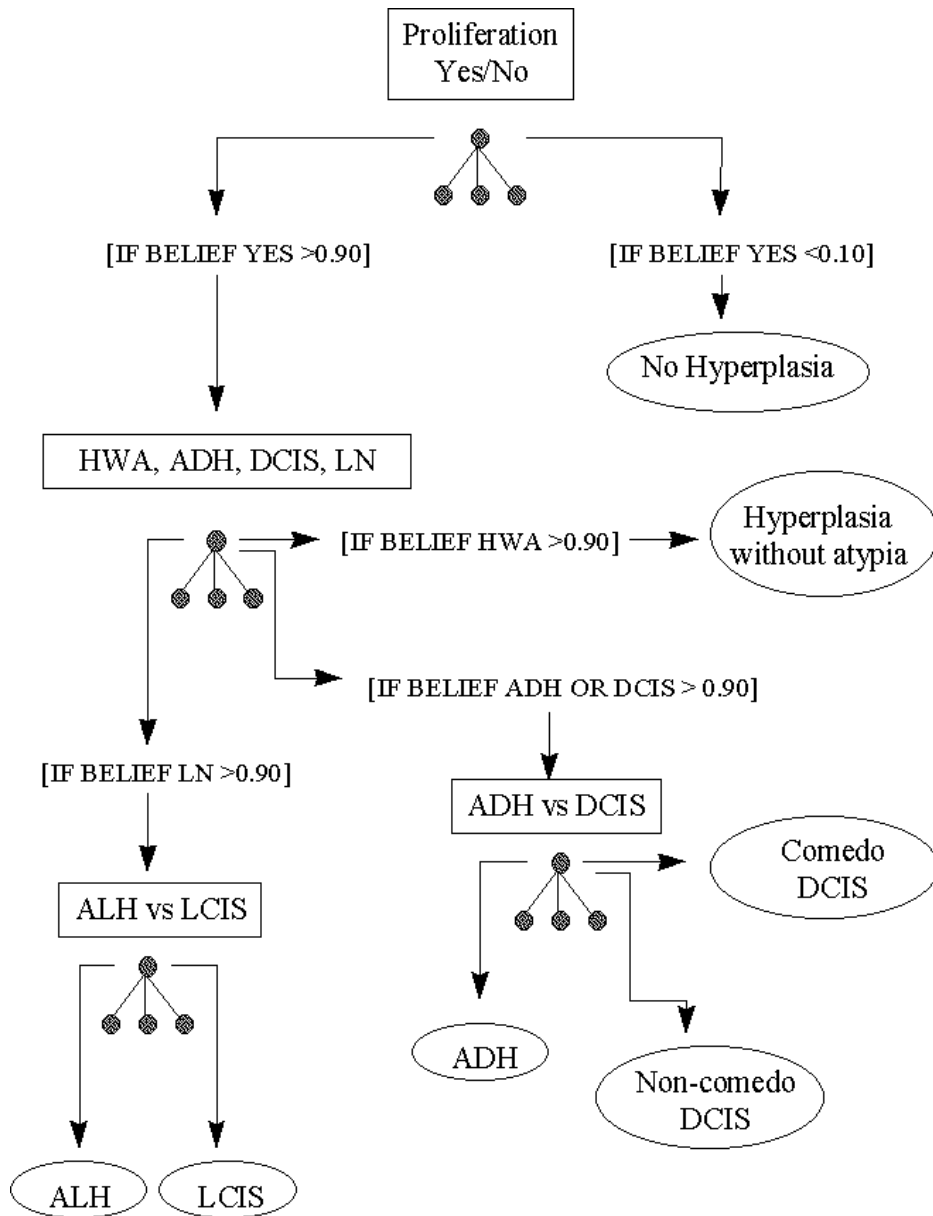 Proliferation
Yes/No
[IF BELIEF YES >0.90]
[IF BELIEF YES <0.10]
No Hyperplasia
HWA, ADH, DCIS, LN
[IF BELIEF HWA >0.90]
Hyperplasia
without atypia
[IF BELIEF ADH OR DCIS > 0.90]
[IF BELIEF LN >0.90]
ADH vs DCIS
Comedo
DCIS
ALH vs LCIS
ADH
Non-comedo
DCIS
ALH
LCIS